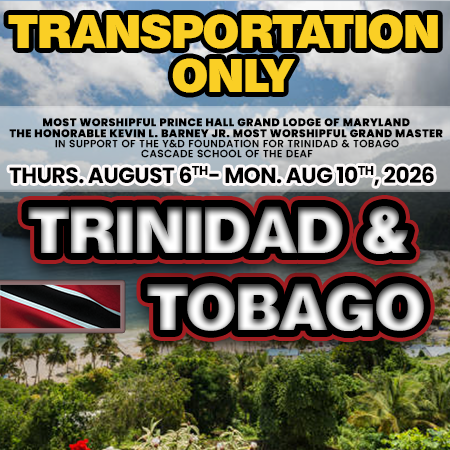 TRANSPORTATION
ONLY
MOST WORSHIPFUL PRINCE HALL GRAND LODGE OF MARYLAND
THE HONORABLE KEVIN L. BARNEY JR. MOST WORSHIPFUL GRAND MASTER
IN SUPPORT OF THE Y&D FOUNDATION FOR TRINIDAD & TOBAGO
CASCADE SCHOOL OF THE DEAF
THURS. AUGUST 6TH- MON. AUG 10TH, 2026
TRINIDAD &
TOBAGO